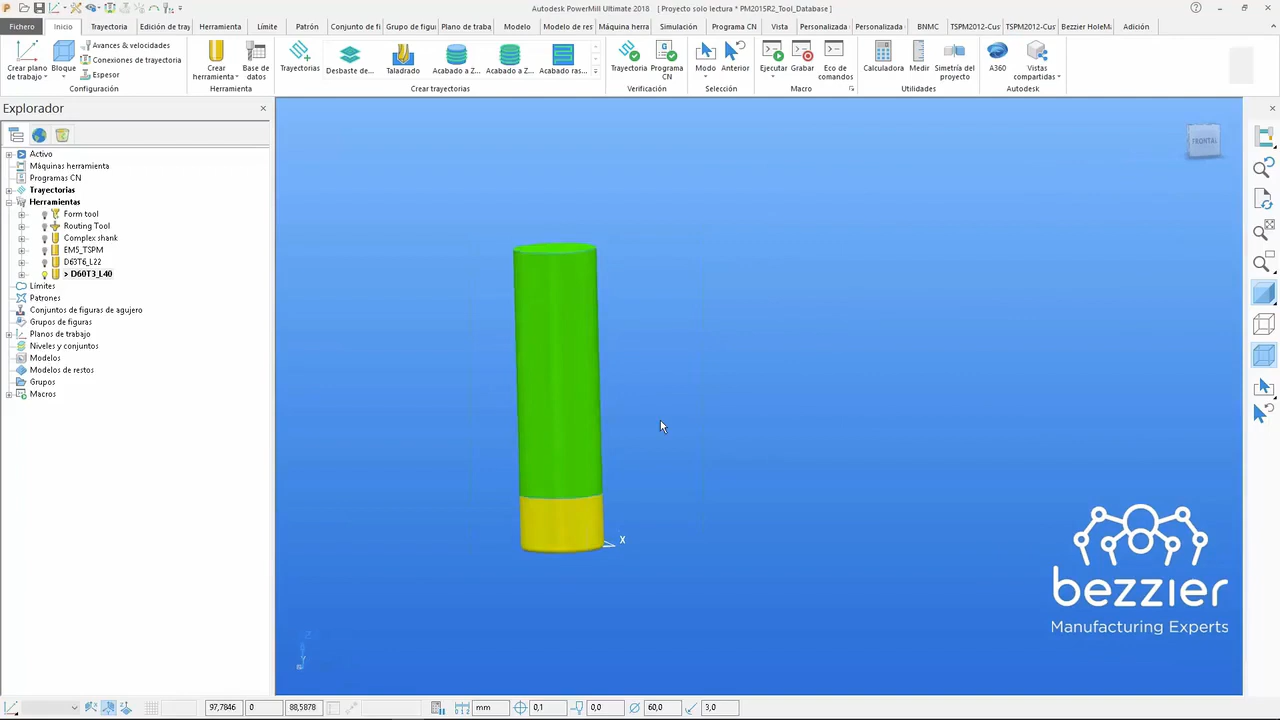 Autodesk PowerMill Ultimate 2018 - [ Proyecto solo lectura * PM2015R2_Tool_Database ]
Fichero Inicio Trayectoria Edición de tray Herramienta Límite Patrón Conjunto de fi Grupo de figur Plano de traba Modelo Modelo de res Máquina herra Simulación Programa CN Vista Personalizada Personalizada BNMC TSPM2012-Cus TSPM2012-Cus Bezzier HoleMa Adición
Crear plano de trabajo
Bloque
Avances & velocidades
Conexiones de trayectoria
Espesor
Configuración
Crear herramienta
Base de datos
Herramienta
Trayectorias
Desbaste de...
Taladrado
Acabado a Z...
Acabado a Z...
Acabado ras...
Crear trayectorias
Trayectoria
Programa CN
Verificación
Modo
Anterior
Selección
Ejecutar
Grabar
Eco de comandos
Macro
Calculadora
Medir
Simetría del proyecto
Utilidades
A360
Vistas compartidas
Autodesk
Explorador
Activo
Máquinas herramienta
Programas CN
Trayectorias
Herramientas
Form tool
Routing Tool
Complex shank
EM5_TSPM
D63T6_L22
> D60T3_L40
Límites
Patrones
Conjuntos de figuras de agujero
Grupos de figuras
Planos de trabajo
Niveles y conjuntos
Modelos
Modelos de restos
Grupos
Macros
FRONTAL
X
Z
Y
bezzier
Manufacturing Experts
97,7846 0 88,5878 mm 0,1 0,0 60,0 3,0